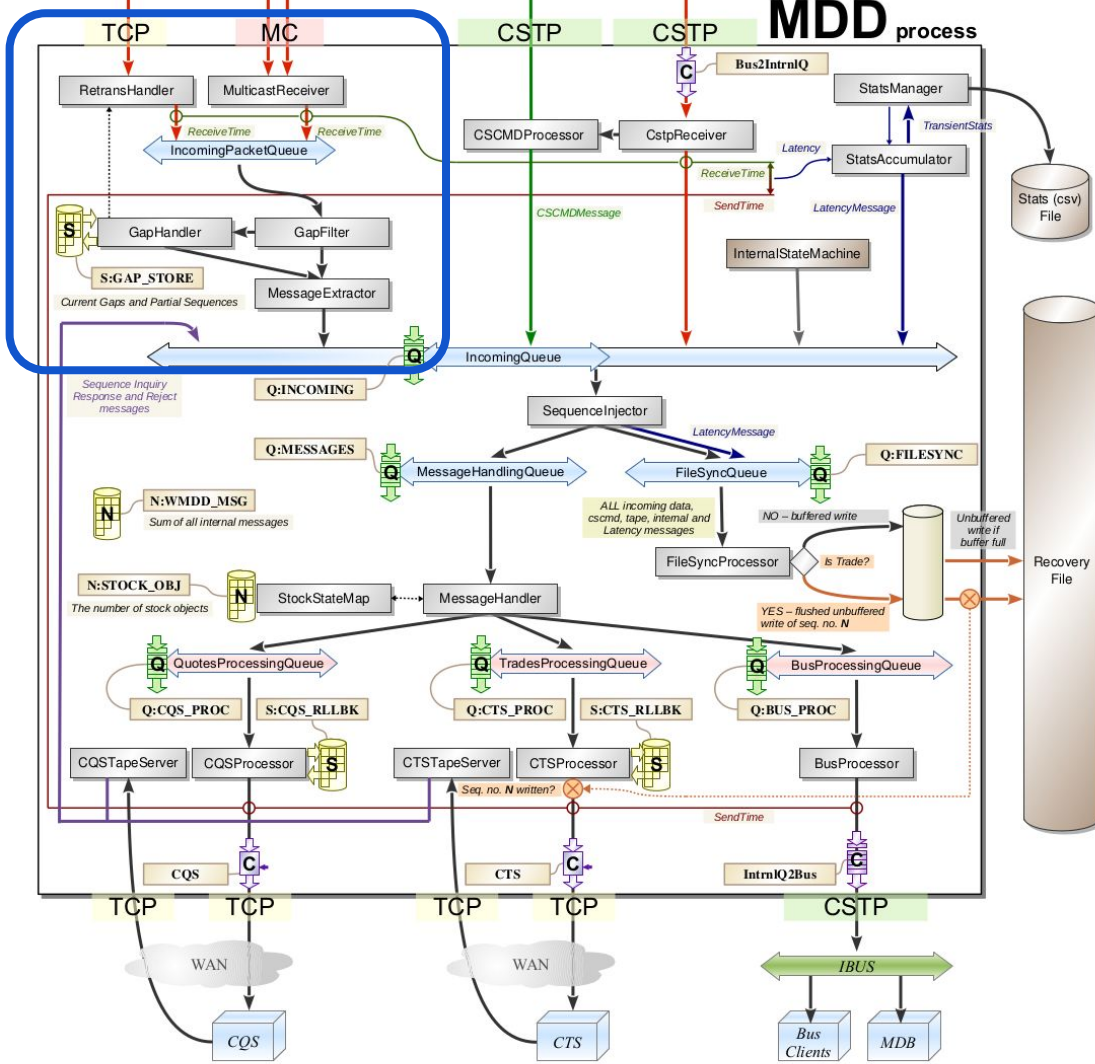 MDD process
TCP
MC
CSTP
CSTP
C
Bus2IntrnlQ
RetransHandler
MulticastReceiver
StatsManager
ReceiveTime
ReceiveTime
CSCMDProcessor
CstpReceiver
TransientStats
IncomingPacketQueue
Latency
StatsAccumulator
ReceiveTime
SendTime
Stats (csv)
File
CSCMDMessage
LatencyMessage
S
GapHandler
GapFilter
InternalStateMachine
S:GAP_STORE
MessageExtractor
Current Gaps and Partial Sequences
Q
IncomingQueue
Sequence Inquiry
Response and Reject
messages
Q:INCOMING
SequenceInjector
LatencyMessage
Q:MESSAGES
Q
MessageHandlingQueue
FileSyncQueue
Q
Q:FILESYNC
N
N:WMDD_MSG
Sum of all internal messages
ALL incoming data,
cscmd, tape, internal and
Latency messages
NO – buffered write
Unbuffered
write if
buffer full
FileSyncProcessor
Is Trade?
Recovery
File
N:STOCK_OBJ
The number of stock objects
N
StockStateMap
MessageHandler
YES – flushed unbuffered
write of seq. no. N
Q
QuotesProcessingQueue
Q
TradesProcessingQueue
Q
BusProcessingQueue
Q:CQS_PROC
S:CQS_RLLBK
Q:CTS_PROC
S:CTS_RLLBK
Q:BUS_PROC
CQSTapeServer
CQSProcessor
S
CTSTapeServer
CTSProcessor
S
BusProcessor
Seq. no. N written?
SendTime
CQS
C
CTS
C
IntrnlQ2Bus
C
TCP
TCP
TCP
TCP
CSTP
WAN
WAN
IBUS
CQS
CTS
Bus
Clients
MDB